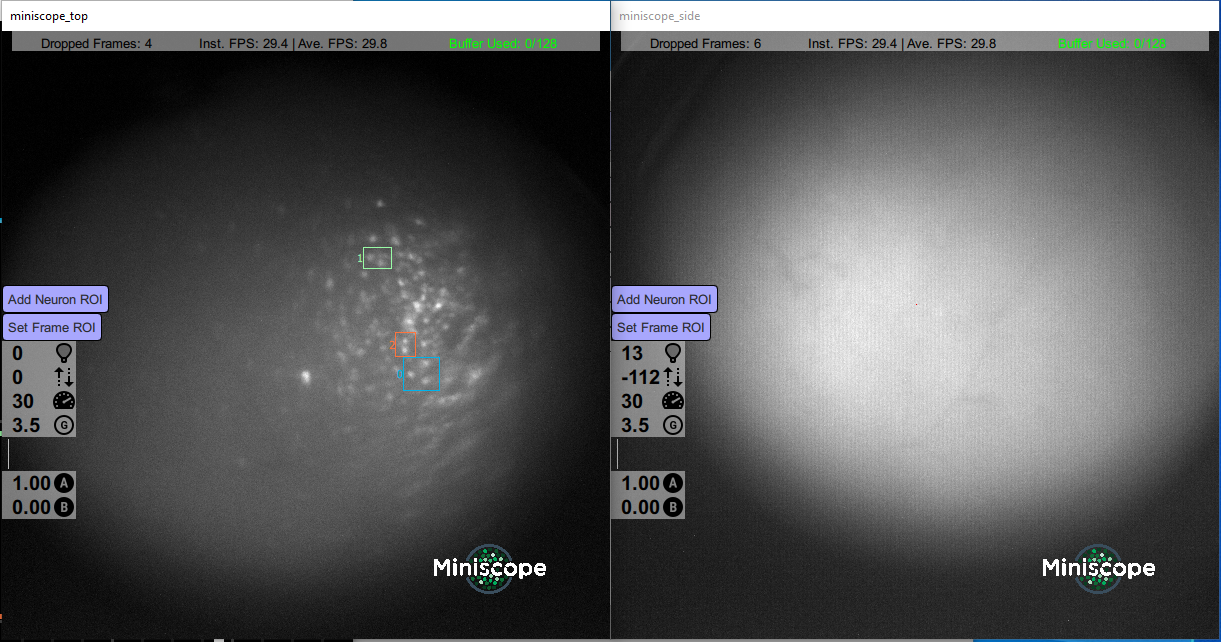 miniscope_top
Dropped Frames: 4 Inst. FPS: 29.4 | Ave. FPS: 29.8 Buffer Used: 0/128
1
Add Neuron ROI
Set Frame ROI
2
0
0
30
3.5 G
1.00 A
0.00 B
Miniscope
miniscope_side
Dropped Frames: 6 Inst. FPS: 29.4 | Ave. FPS: 29.8 Buffer Used: 0/128
Add Neuron ROI
Set Frame ROI
13
-112
30
3.5 G
1.00 A
0.00 B
Miniscope